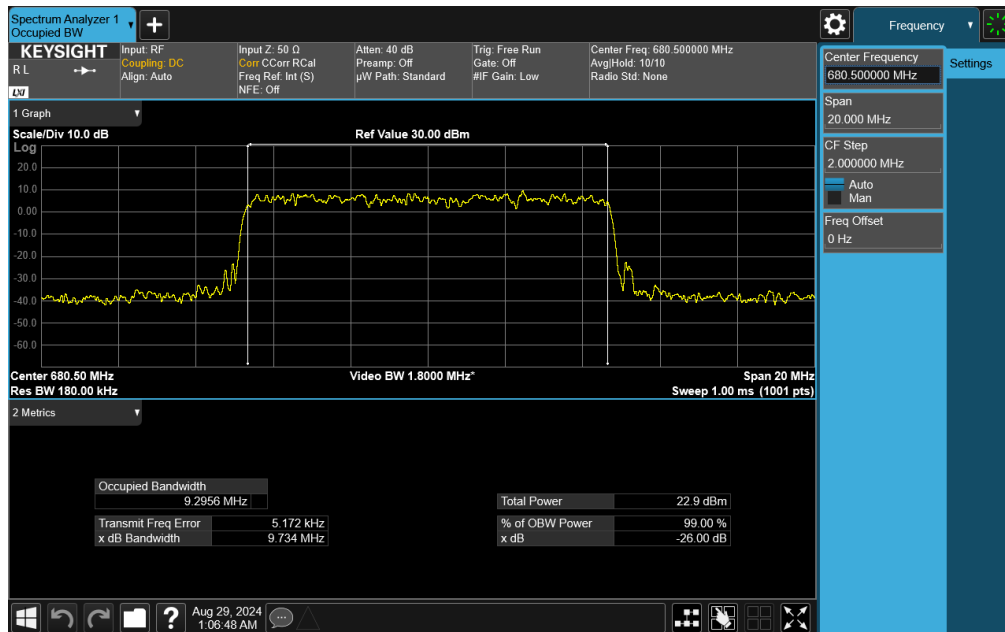 Spectrum Analyzer 1
Occupied BW
Frequency
KEYSIGHT
R L
LXI
Input: RF
Coupling: DC
Align: Auto
Input Z: 50 Ω
Corr CCorr RCal
Freq Ref: Int (S)
NFE: Off
Atten: 40 dB
Preamp: Off
µW Path: Standard
Trig: Free Run
Gate: Off
#IF Gain: Low
Center Freq: 680.500000 MHz
Avg|Hold: 10/10
Radio Std: None
Center Frequency
680.500000 MHz
Settings
Span
20.000 MHz
CF Step
2.000000 MHz
Auto
Man
Freq Offset
0 Hz
1 Graph
Scale/Div 10.0 dB
Ref Value 30.00 dBm
Log
20.0
10.0
0.00
-10.0
-20.0
-30.0
-40.0
-50.0
-60.0
Center 680.50 MHz
Video BW 1.8000 MHz*
Span 20 MHz
Res BW 180.00 kHz
Sweep 1.00 ms (1001 pts)
2 Metrics
Occupied Bandwidth
9.2956 MHz
Total Power 22.9 dBm
Transmit Freq Error 5.172 kHz
% of OBW Power 99.00 %
x dB Bandwidth 9.734 MHz
x dB -26.00 dB
Aug 29, 2024
1:06:48 AM